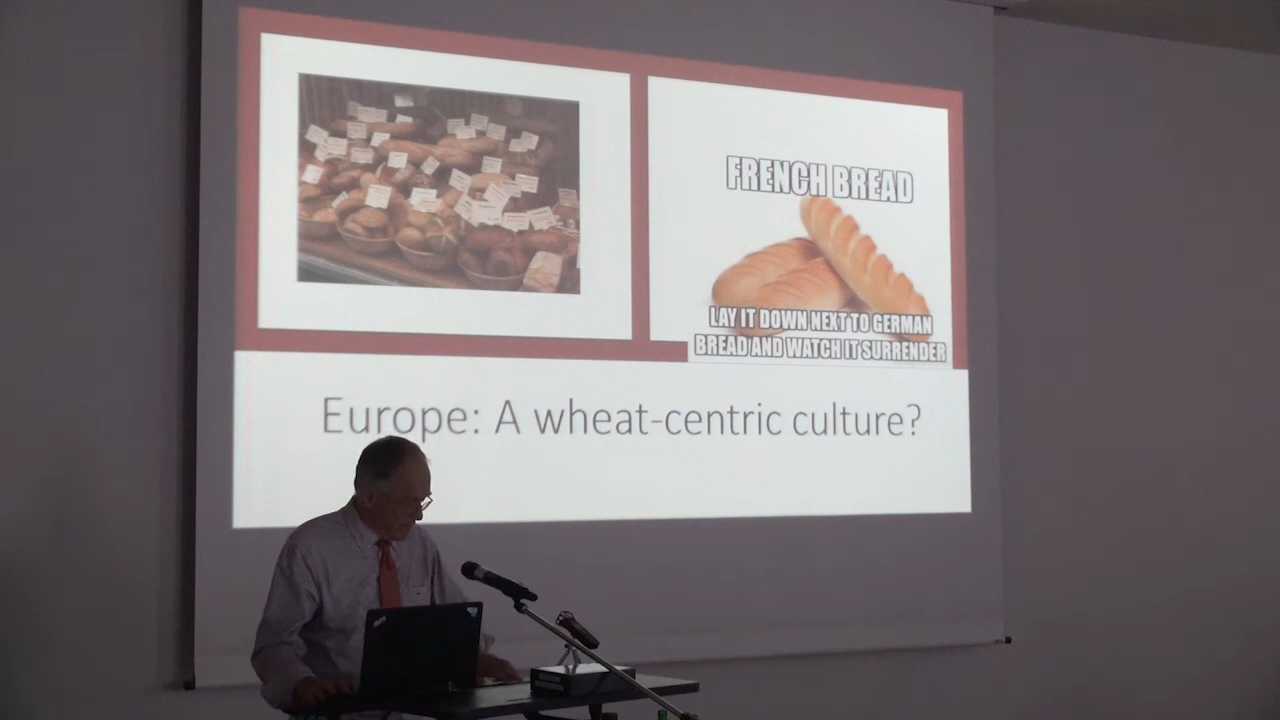 FRENCH BREAD
LAY IT DOWN NEXT TO GERMAN
BREAD AND WATCH IT SURRENDER
Europe: A wheat-centric culture?